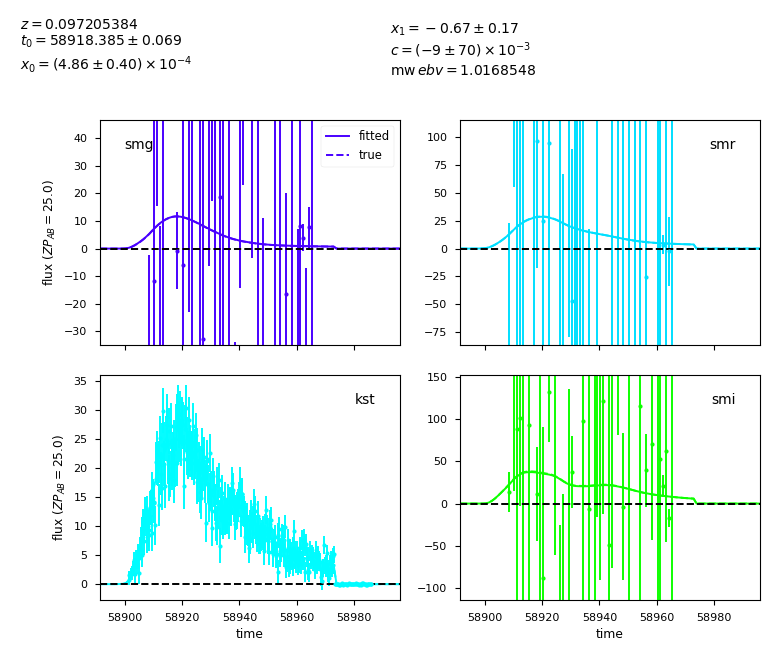 z = 0.097205384
t₀ = 58918.385 ± 0.069
x₀ = (4.86 ± 0.40) × 10⁻⁴
x₁ = −0.67 ± 0.17
c = (−9 ± 70) × 10⁻³
mw ebv = 1.0168548
smg
fitted
true
40
30
20
10
0
−10
−20
−30
flux (ZP_AB = 25.0)
smr
100
75
50
25
0
−25
−50
−75
kst
35
30
25
20
15
10
5
0
flux (ZP_AB = 25.0)
58900 58920 58940 58960 58980
time
smi
150
100
50
0
−50
−100
58900 58920 58940 58960 58980
time